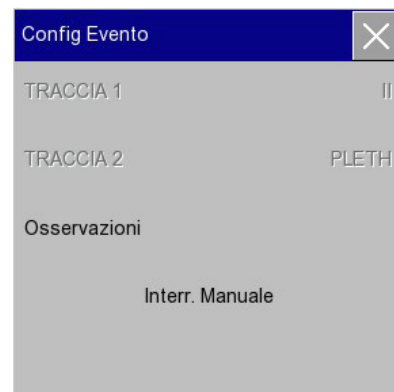 Config Evento
TRACCIA 1 II
TRACCIA 2 PLETH
Osservazioni
Interr. Manuale